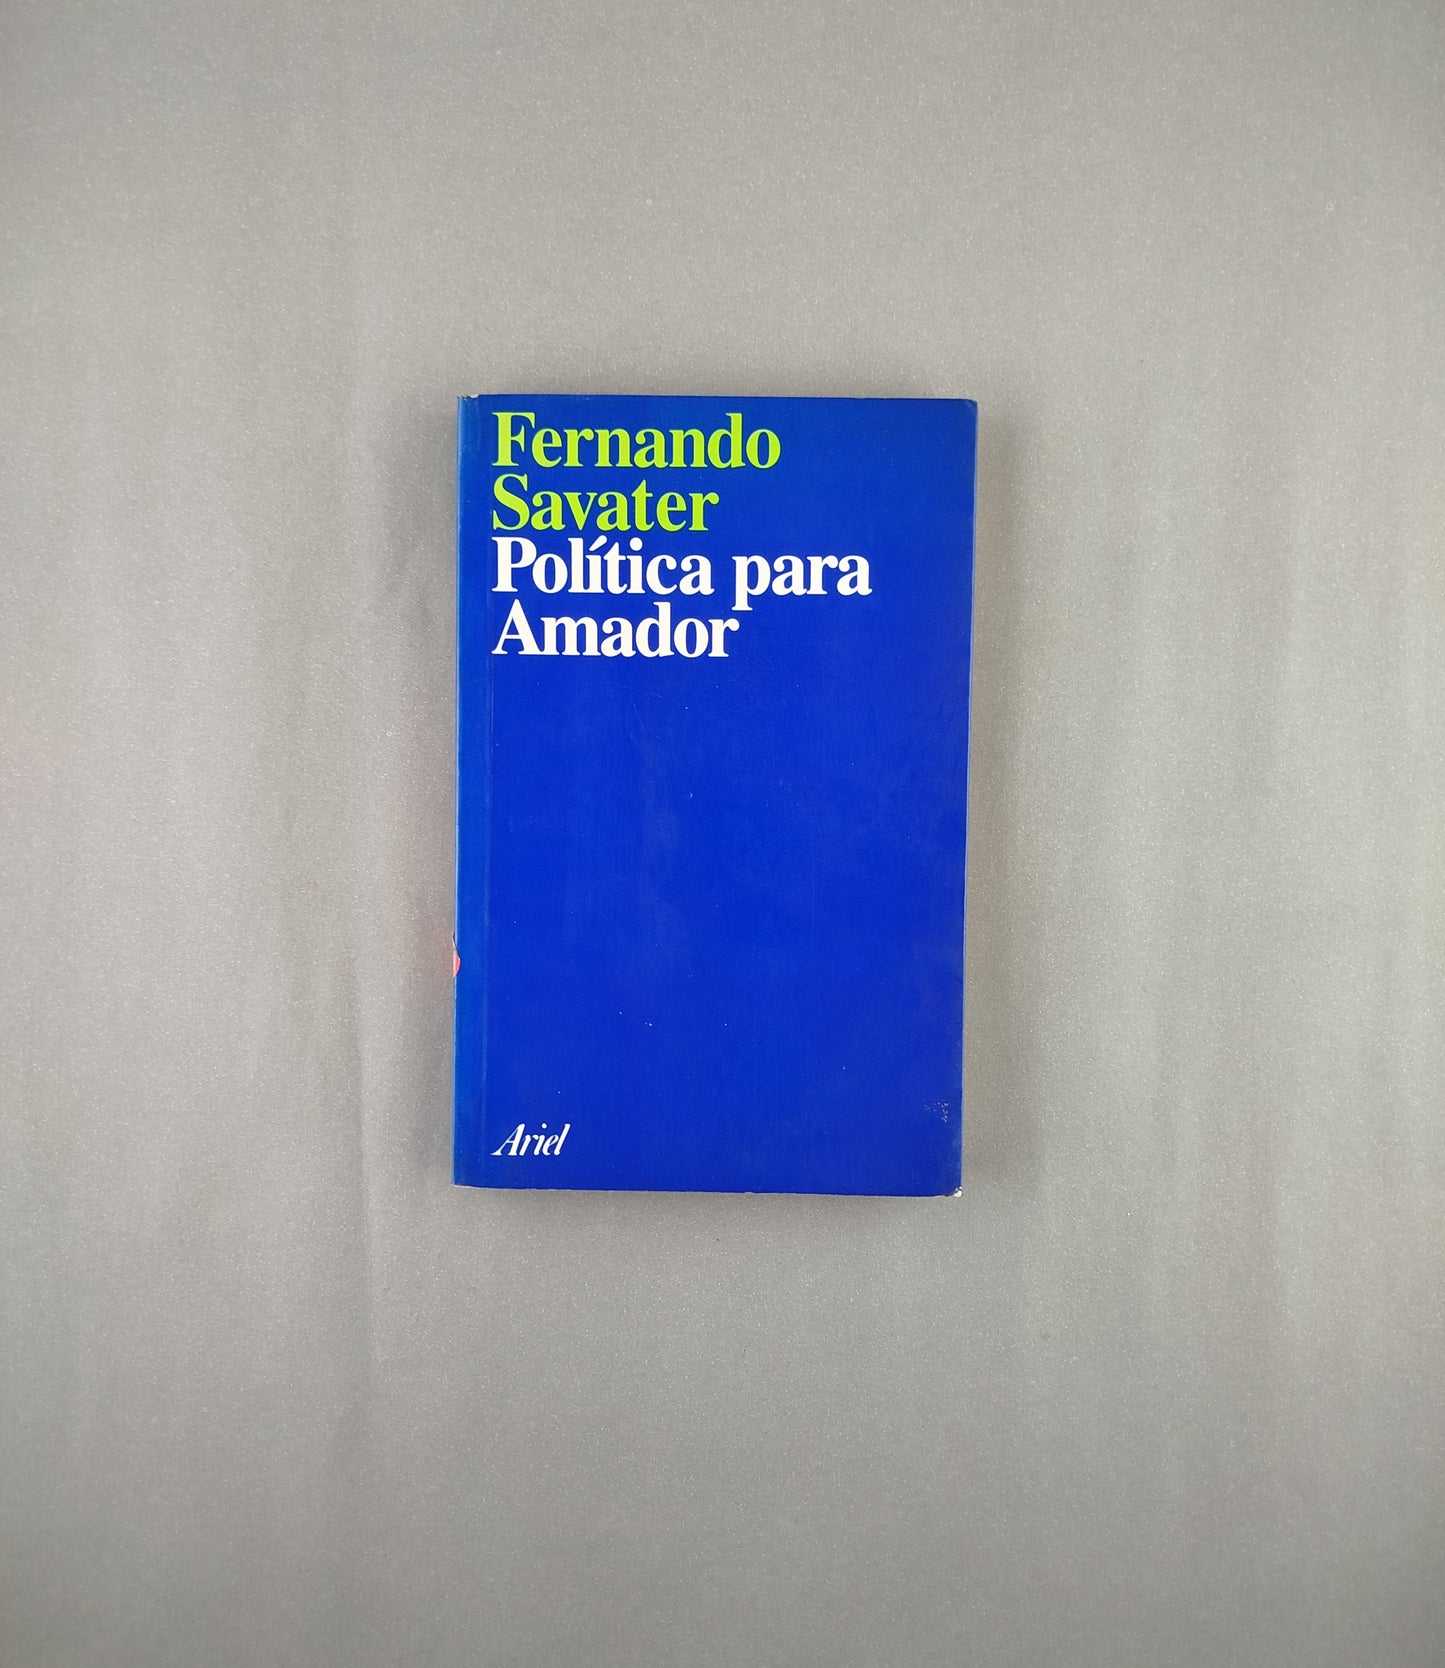 Fernando
Savater
Política para
Amador
Ariel